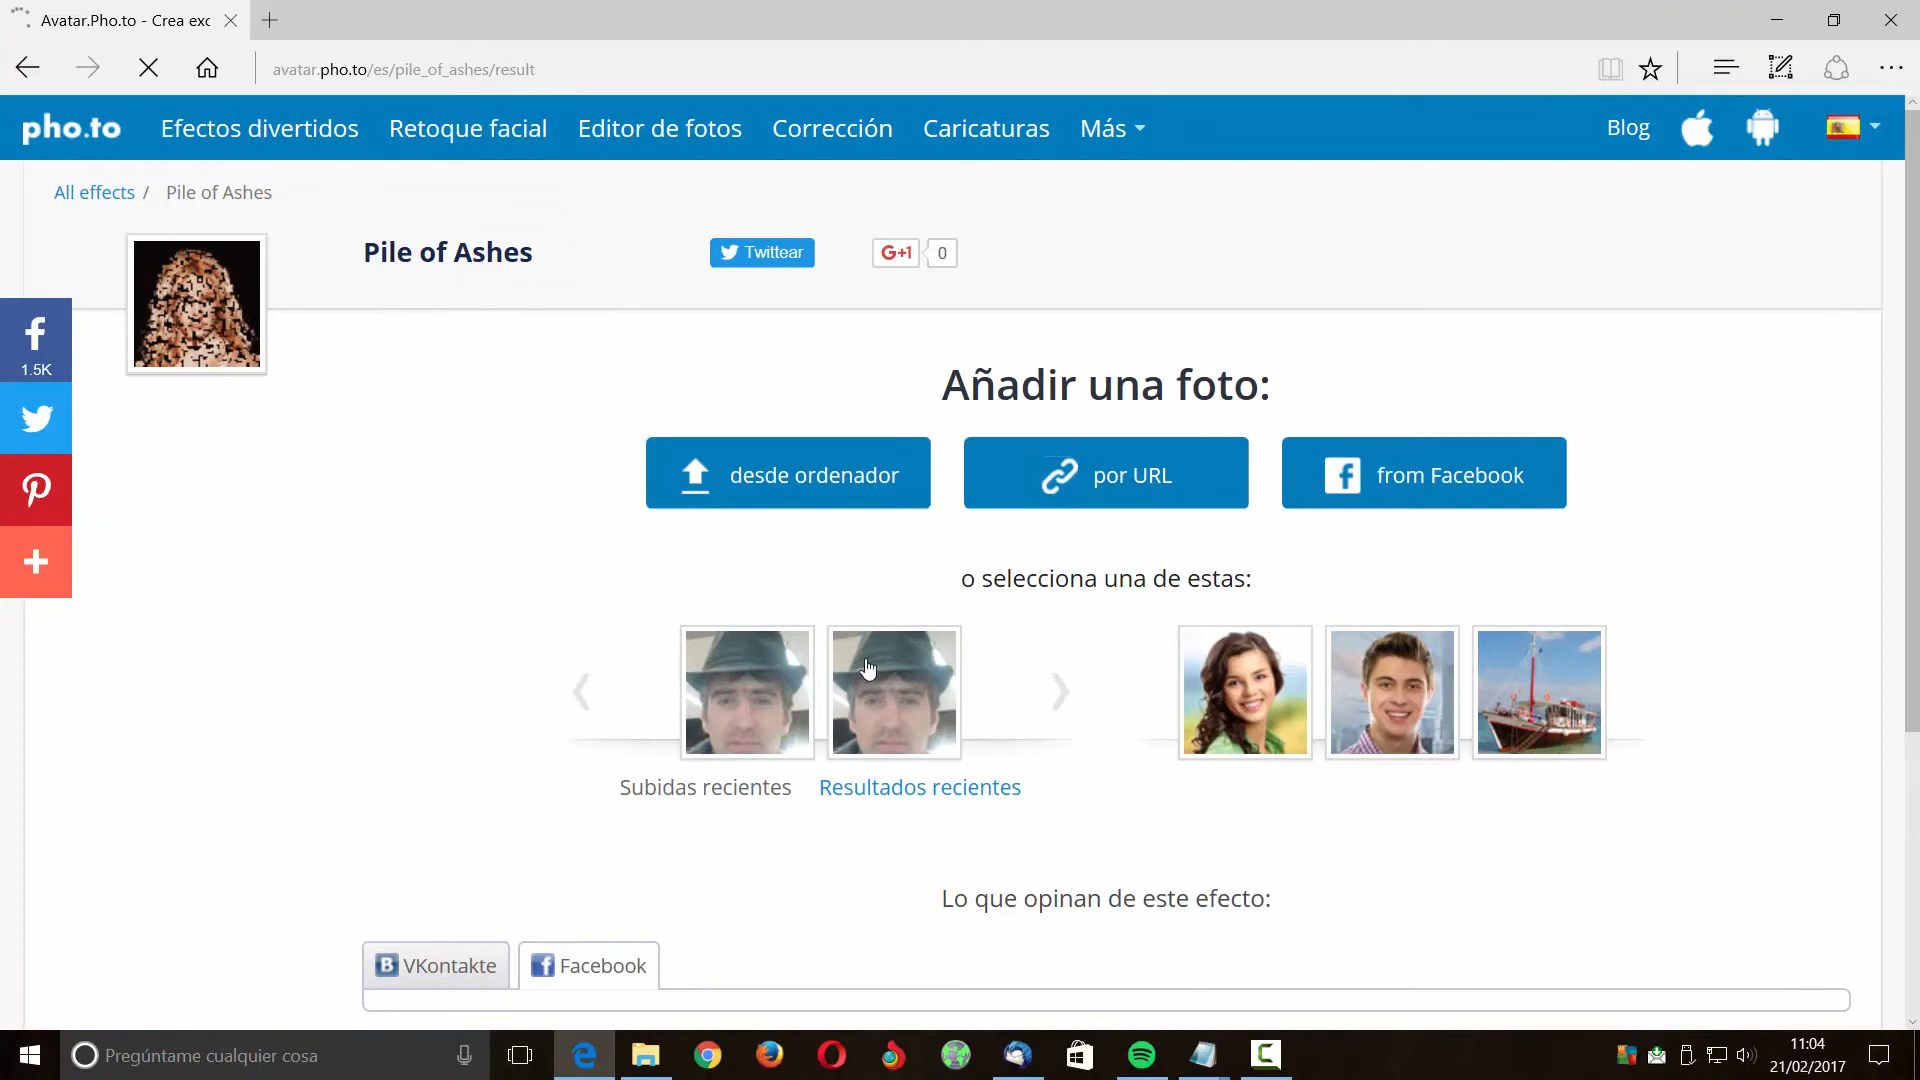 Avatar.Pho.to - Crea exc
avatar.pho.to/es/pile_of_ashes/result
pho.to Efectos divertidos Retoque facial Editor de fotos Corrección Caricaturas Más Blog
All effects / Pile of Ashes
Pile of Ashes
Twittear
G+1 0
1.5K
Añadir una foto:
desde ordenador
por URL
from Facebook
o selecciona una de estas:
Subidas recientes Resultados recientes
Lo que opinan de este efecto:
VKontakte Facebook
Pregúntame cualquier cosa
11:04
21/02/2017